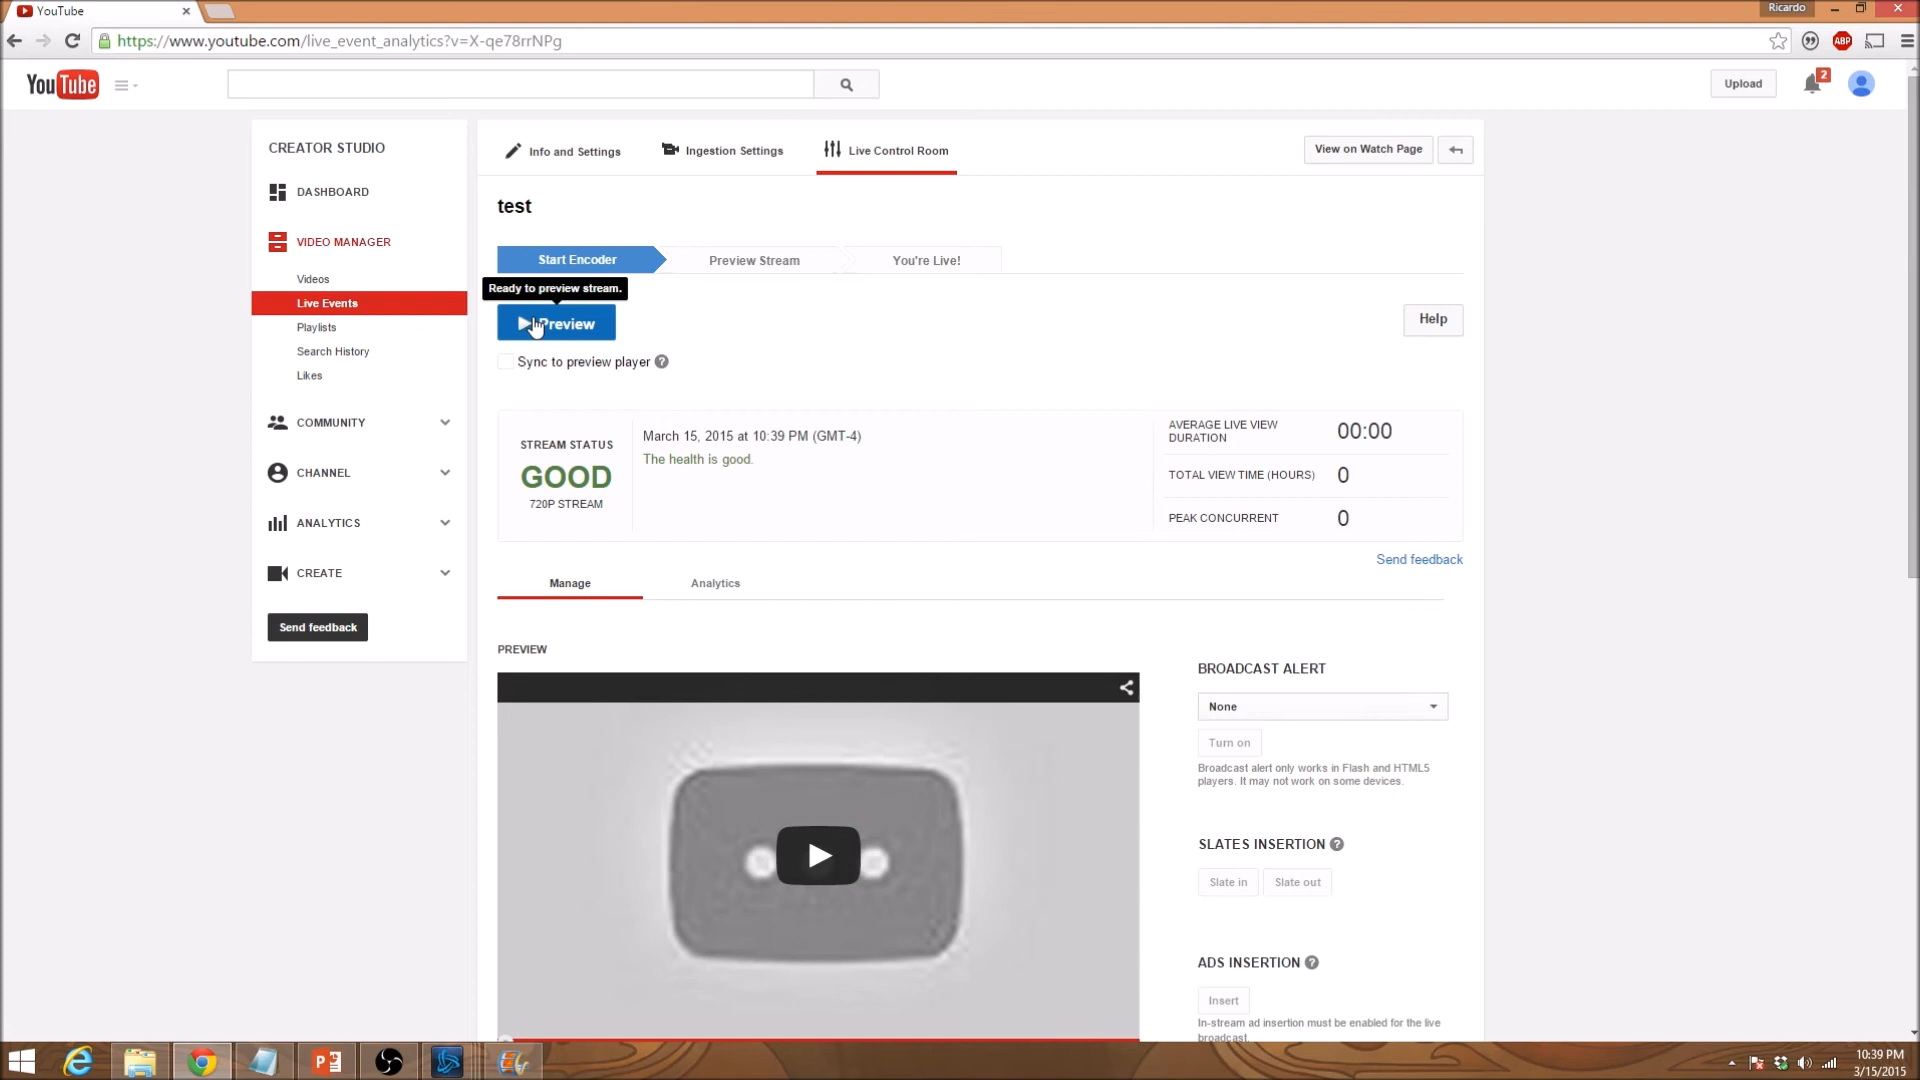 YouTube
Ricardo
https://www.youtube.com/live_event_analytics?v=X-qe78rrNPg
ABP
YouTube
Upload
2
CREATOR STUDIO
DASHBOARD
VIDEO MANAGER
Videos
Live Events
Playlists
Search History
Likes
COMMUNITY
CHANNEL
ANALYTICS
CREATE
Send feedback
Info and Settings
Ingestion Settings
Live Control Room
View on Watch Page
test
Start Encoder
Preview Stream
You're Live!
Ready to preview stream.
Preview
Help
Sync to preview player ?
STREAM STATUS
GOOD
720P STREAM
March 15, 2015 at 10:39 PM (GMT-4)
The health is good.
AVERAGE LIVE VIEW
DURATION
00:00
TOTAL VIEW TIME (HOURS)
0
PEAK CONCURRENT
0
Send feedback
Manage
Analytics
PREVIEW
BROADCAST ALERT
None
Turn on
Broadcast alert only works in Flash and HTML5
players. It may not work on some devices.
SLATES INSERTION ?
Slate in
Slate out
ADS INSERTION ?
Insert
In-stream ad insertion must be enabled for the live
broadcast.
10:39 PM
3/15/2015